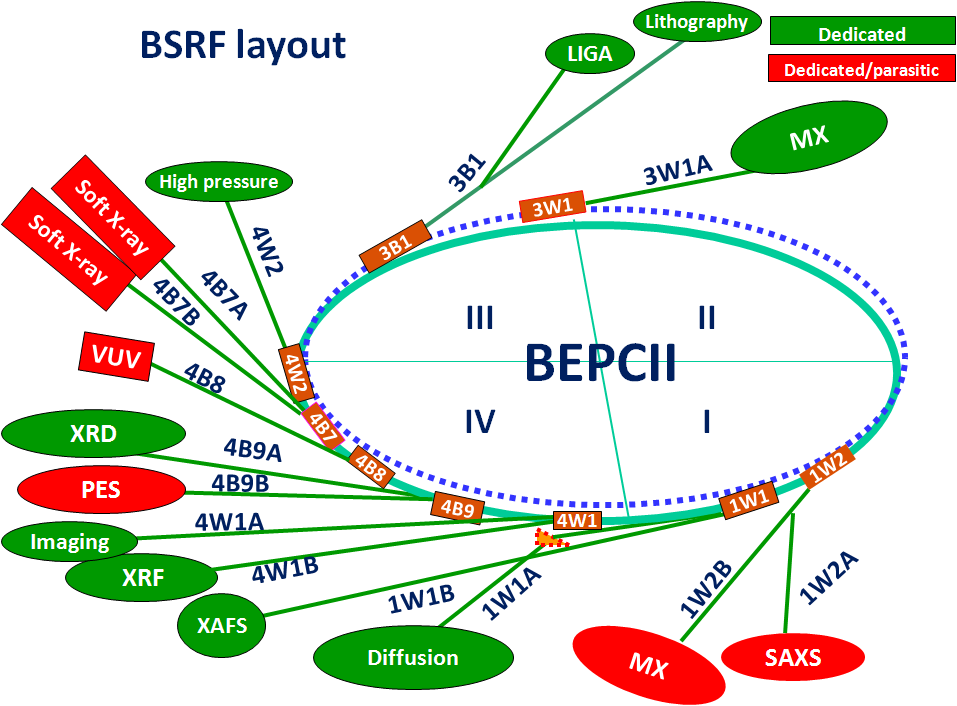 BSRF layout
Lithography
Dedicated
LIGA
Dedicated/parasitic
MX
3B1
3W1A
High pressure
Soft X-ray
Soft X-ray
3W1
3B1
4W2
4B7A
4B7B
III
II
VUV
4B8
4W2
BEPCII
XRD
4B7
IV
I
4B9A
4B8
1W2
PES
4B9B
4B9
1W1
4W1A
4W1
Imaging
XRF
4W1B
1W1B
1W1A
1W2B
1W2A
XAFS
Diffusion
MX
SAXS